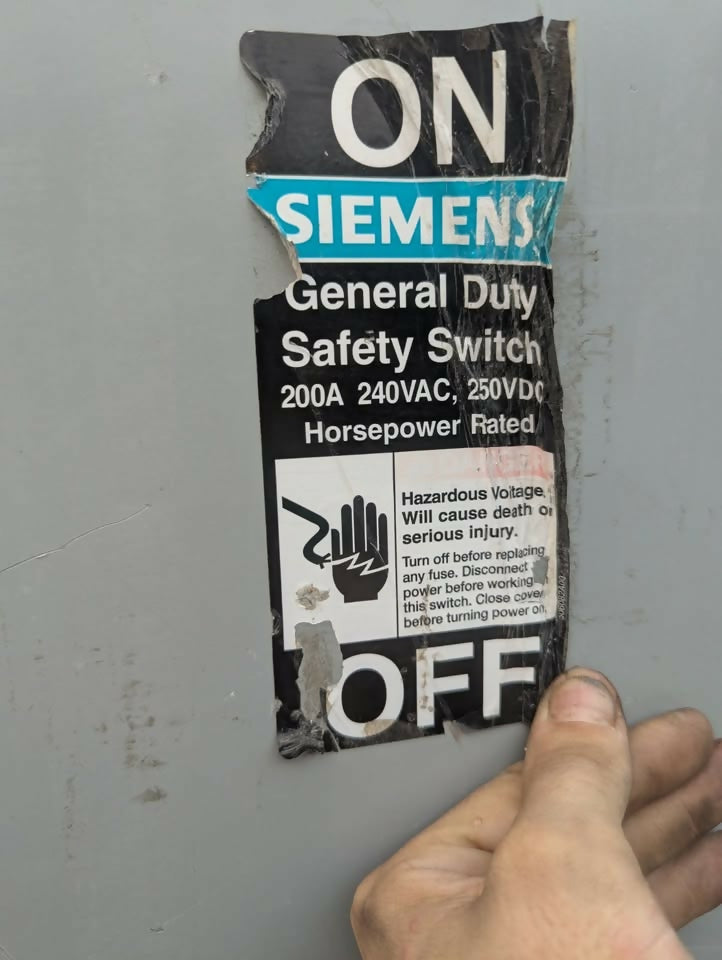 ON
SIEMENS
General Duty
Safety Switch
200A 240VAC, 250VDC
Horsepower Rated
Hazardous Voltage.
Will cause death or
serious injury.
Turn off before replacing
any fuse. Disconnect
power before working
this switch. Close cover
before turning power on.
OFF